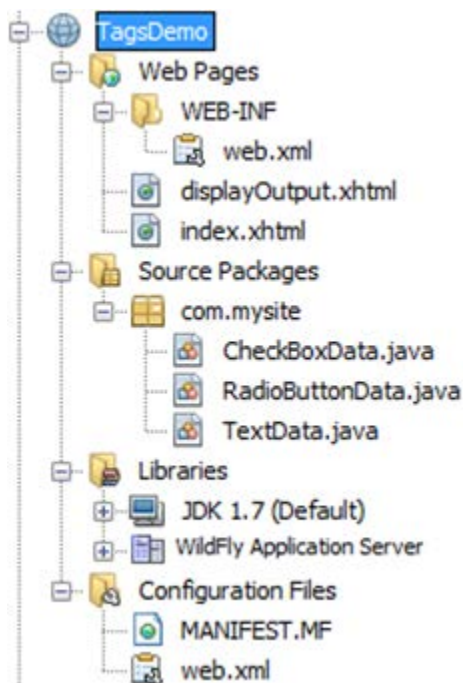 TagsDemo
Web Pages
WEB-INF
web.xml
displayOutput.xhtml
index.xhtml
Source Packages
com.mysite
CheckBoxData.java
RadioButtonData.java
TextData.java
Libraries
JDK 1.7 (Default)
WildFly Application Server
Configuration Files
MANIFEST.MF
web.xml